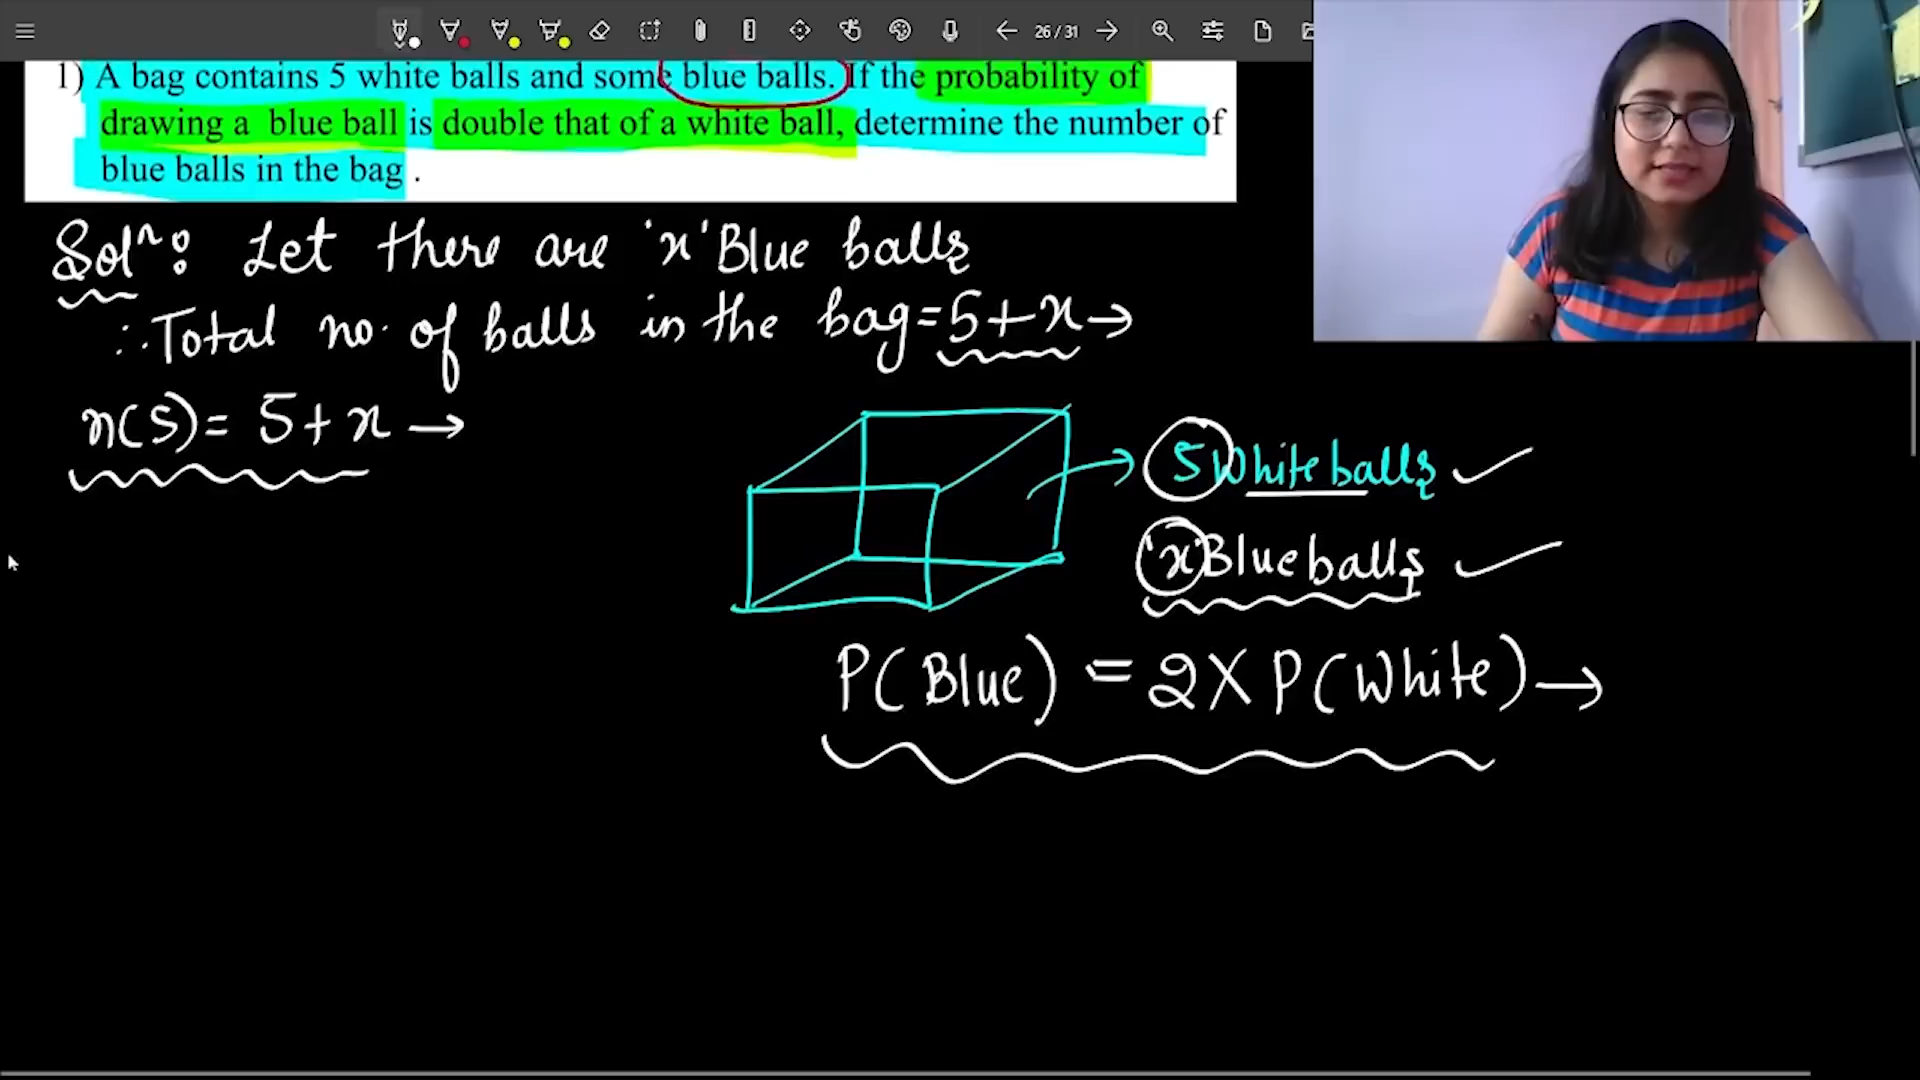 26 / 31
1) A bag contains 5 white balls and some blue balls. If the probability of
drawing a blue ball is double that of a white ball, determine the number of
blue balls in the bag .
Solⁿ: Let there are 'x' Blue balls
∴ Total no. of balls in the bag = 5+x →
n(S) = 5 + x →
5 White balls ✓
'x' Blue balls ✓
P(Blue) = 2 X P(White) →